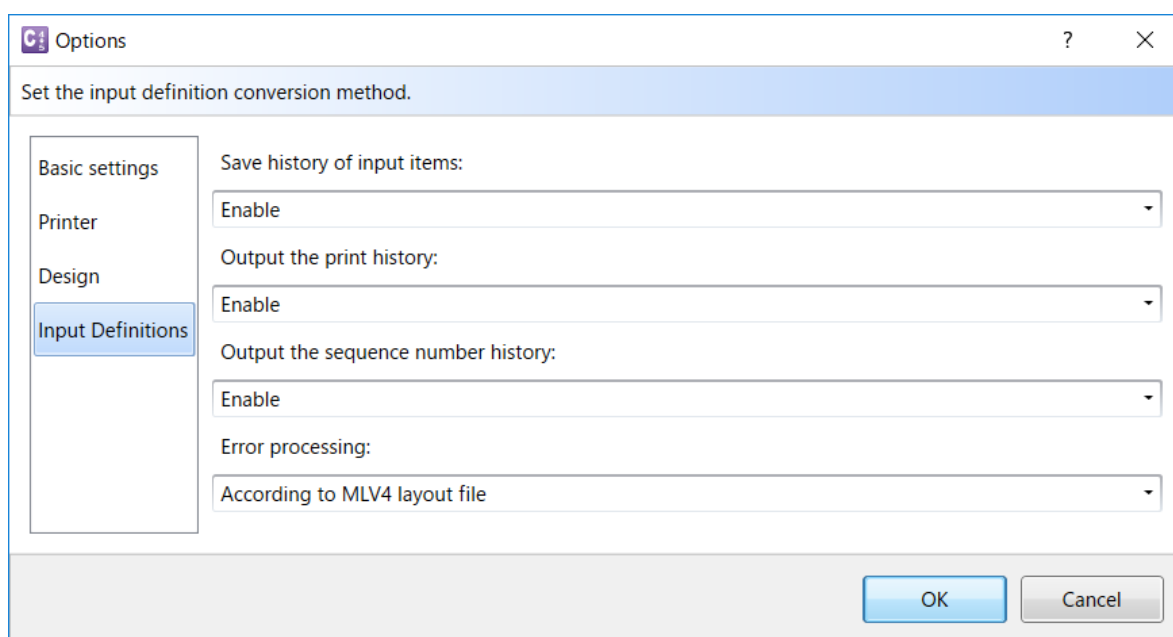 Options
?
Set the input definition conversion method.
Basic settings
Printer
Design
Input Definitions
Save history of input items:
Enable
Output the print history:
Enable
Output the sequence number history:
Enable
Error processing:
According to MLV4 layout file
OK
Cancel